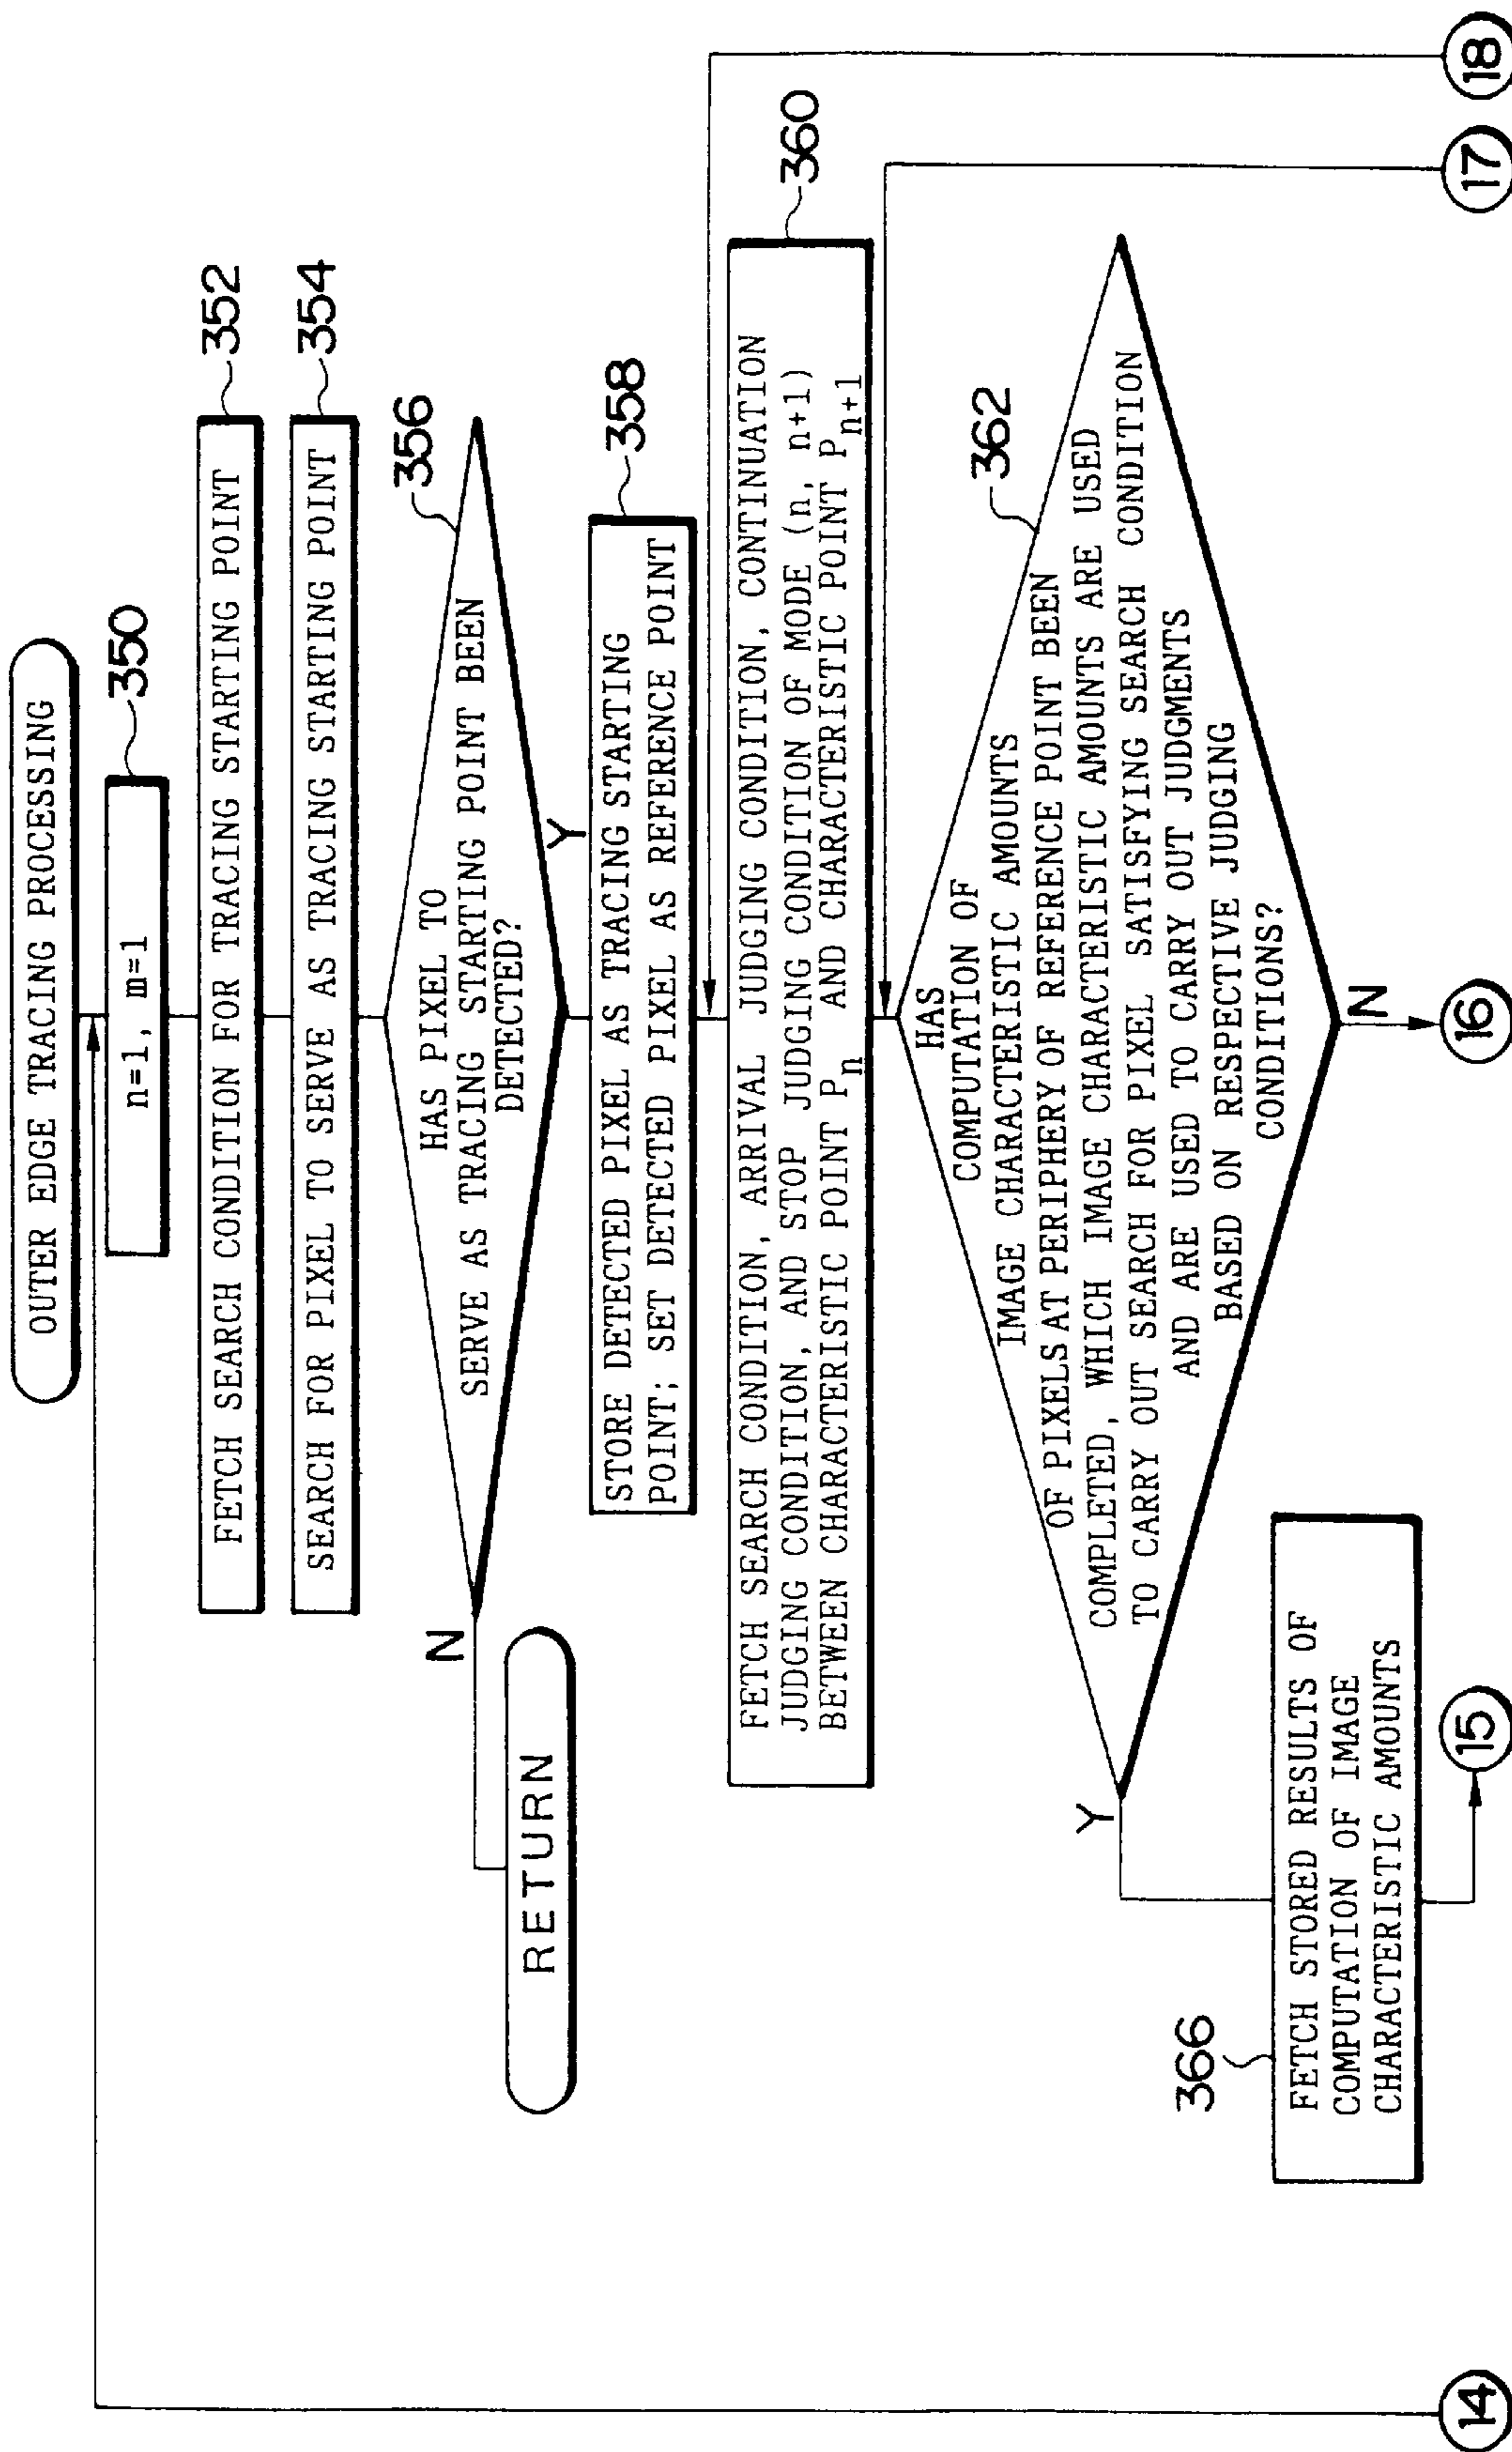 OUTER EDGE TRACING PROCESSING
350
n=1, m=1
352
FETCH SEARCH CONDITION FOR TRACING STARTING POINT
354
SEARCH FOR PIXEL TO SERVE AS TRACING STARTING POINT
356
HAS PIXEL TO
SERVE AS TRACING STARTING POINT BEEN
DETECTED?
N
Y
RETURN
358
STORE DETECTED PIXEL AS TRACING STARTING
POINT; SET DETECTED PIXEL AS REFERENCE POINT
360
FETCH SEARCH CONDITION, ARRIVAL JUDGING CONDITION, CONTINUATION
JUDGING CONDITION, AND STOP JUDGING CONDITION OF MODE (n, n+1)
BETWEEN CHARACTERISTIC POINT Pn AND CHARACTERISTIC POINT Pn+1
362
HAS
COMPUTATION OF
IMAGE CHARACTERISTIC AMOUNTS
OF PIXELS AT PERIPHERY OF REFERENCE POINT BEEN
COMPLETED, WHICH IMAGE CHARACTERISTIC AMOUNTS ARE USED
TO CARRY OUT SEARCH FOR PIXEL SATISFYING SEARCH CONDITION
AND ARE USED TO CARRY OUT JUDGMENTS
BASED ON RESPECTIVE JUDGING
CONDITIONS?
Y
N
366
FETCH STORED RESULTS OF
COMPUTATION OF IMAGE
CHARACTERISTIC AMOUNTS
14
15
16
17
18